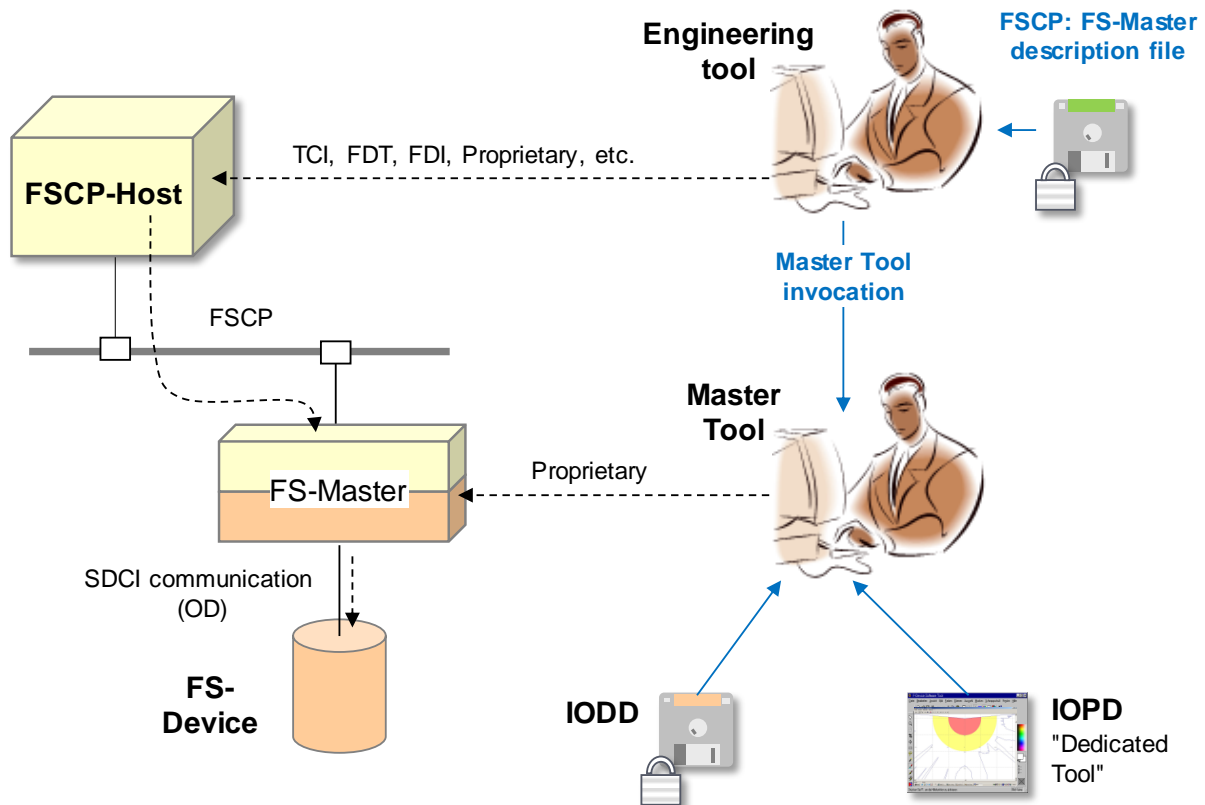 Engineering
tool
FSCP: FS-Master
description file
TCI, FDT, FDI, Proprietary, etc.
FSCP-Host
Master Tool
invocation
FSCP
Master
Tool
Proprietary
FS-Master
SDCI communication
(OD)
FS-
Device
IODD
IOPD
"Dedicated
Tool"